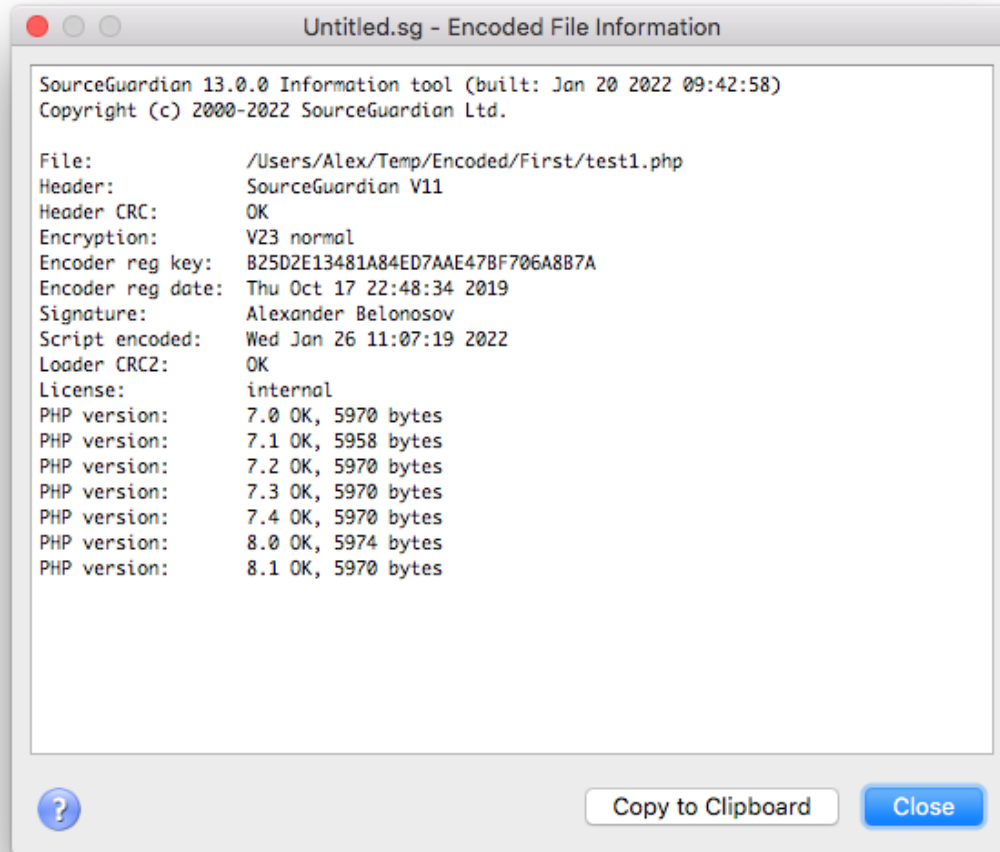 Untitled.sg - Encoded File Information
SourceGuardian 13.0.0 Information tool (built: Jan 20 2022 09:42:58)
Copyright (c) 2000-2022 SourceGuardian Ltd.
File: /Users/Alex/Temp/Encoded/First/test1.php
Header: SourceGuardian V11
Header CRC: OK
Encryption: V23 normal
Encoder reg key: B25D2E13481A84ED7AAE47BF706A8B7A
Encoder reg date: Thu Oct 17 22:48:34 2019
Signature: Alexander Belonosov
Script encoded: Wed Jan 26 11:07:19 2022
Loader CRC2: OK
License: internal
PHP version: 7.0 OK, 5970 bytes
PHP version: 7.1 OK, 5958 bytes
PHP version: 7.2 OK, 5970 bytes
PHP version: 7.3 OK, 5970 bytes
PHP version: 7.4 OK, 5970 bytes
PHP version: 8.0 OK, 5974 bytes
PHP version: 8.1 OK, 5970 bytes
? Copy to Clipboard Close